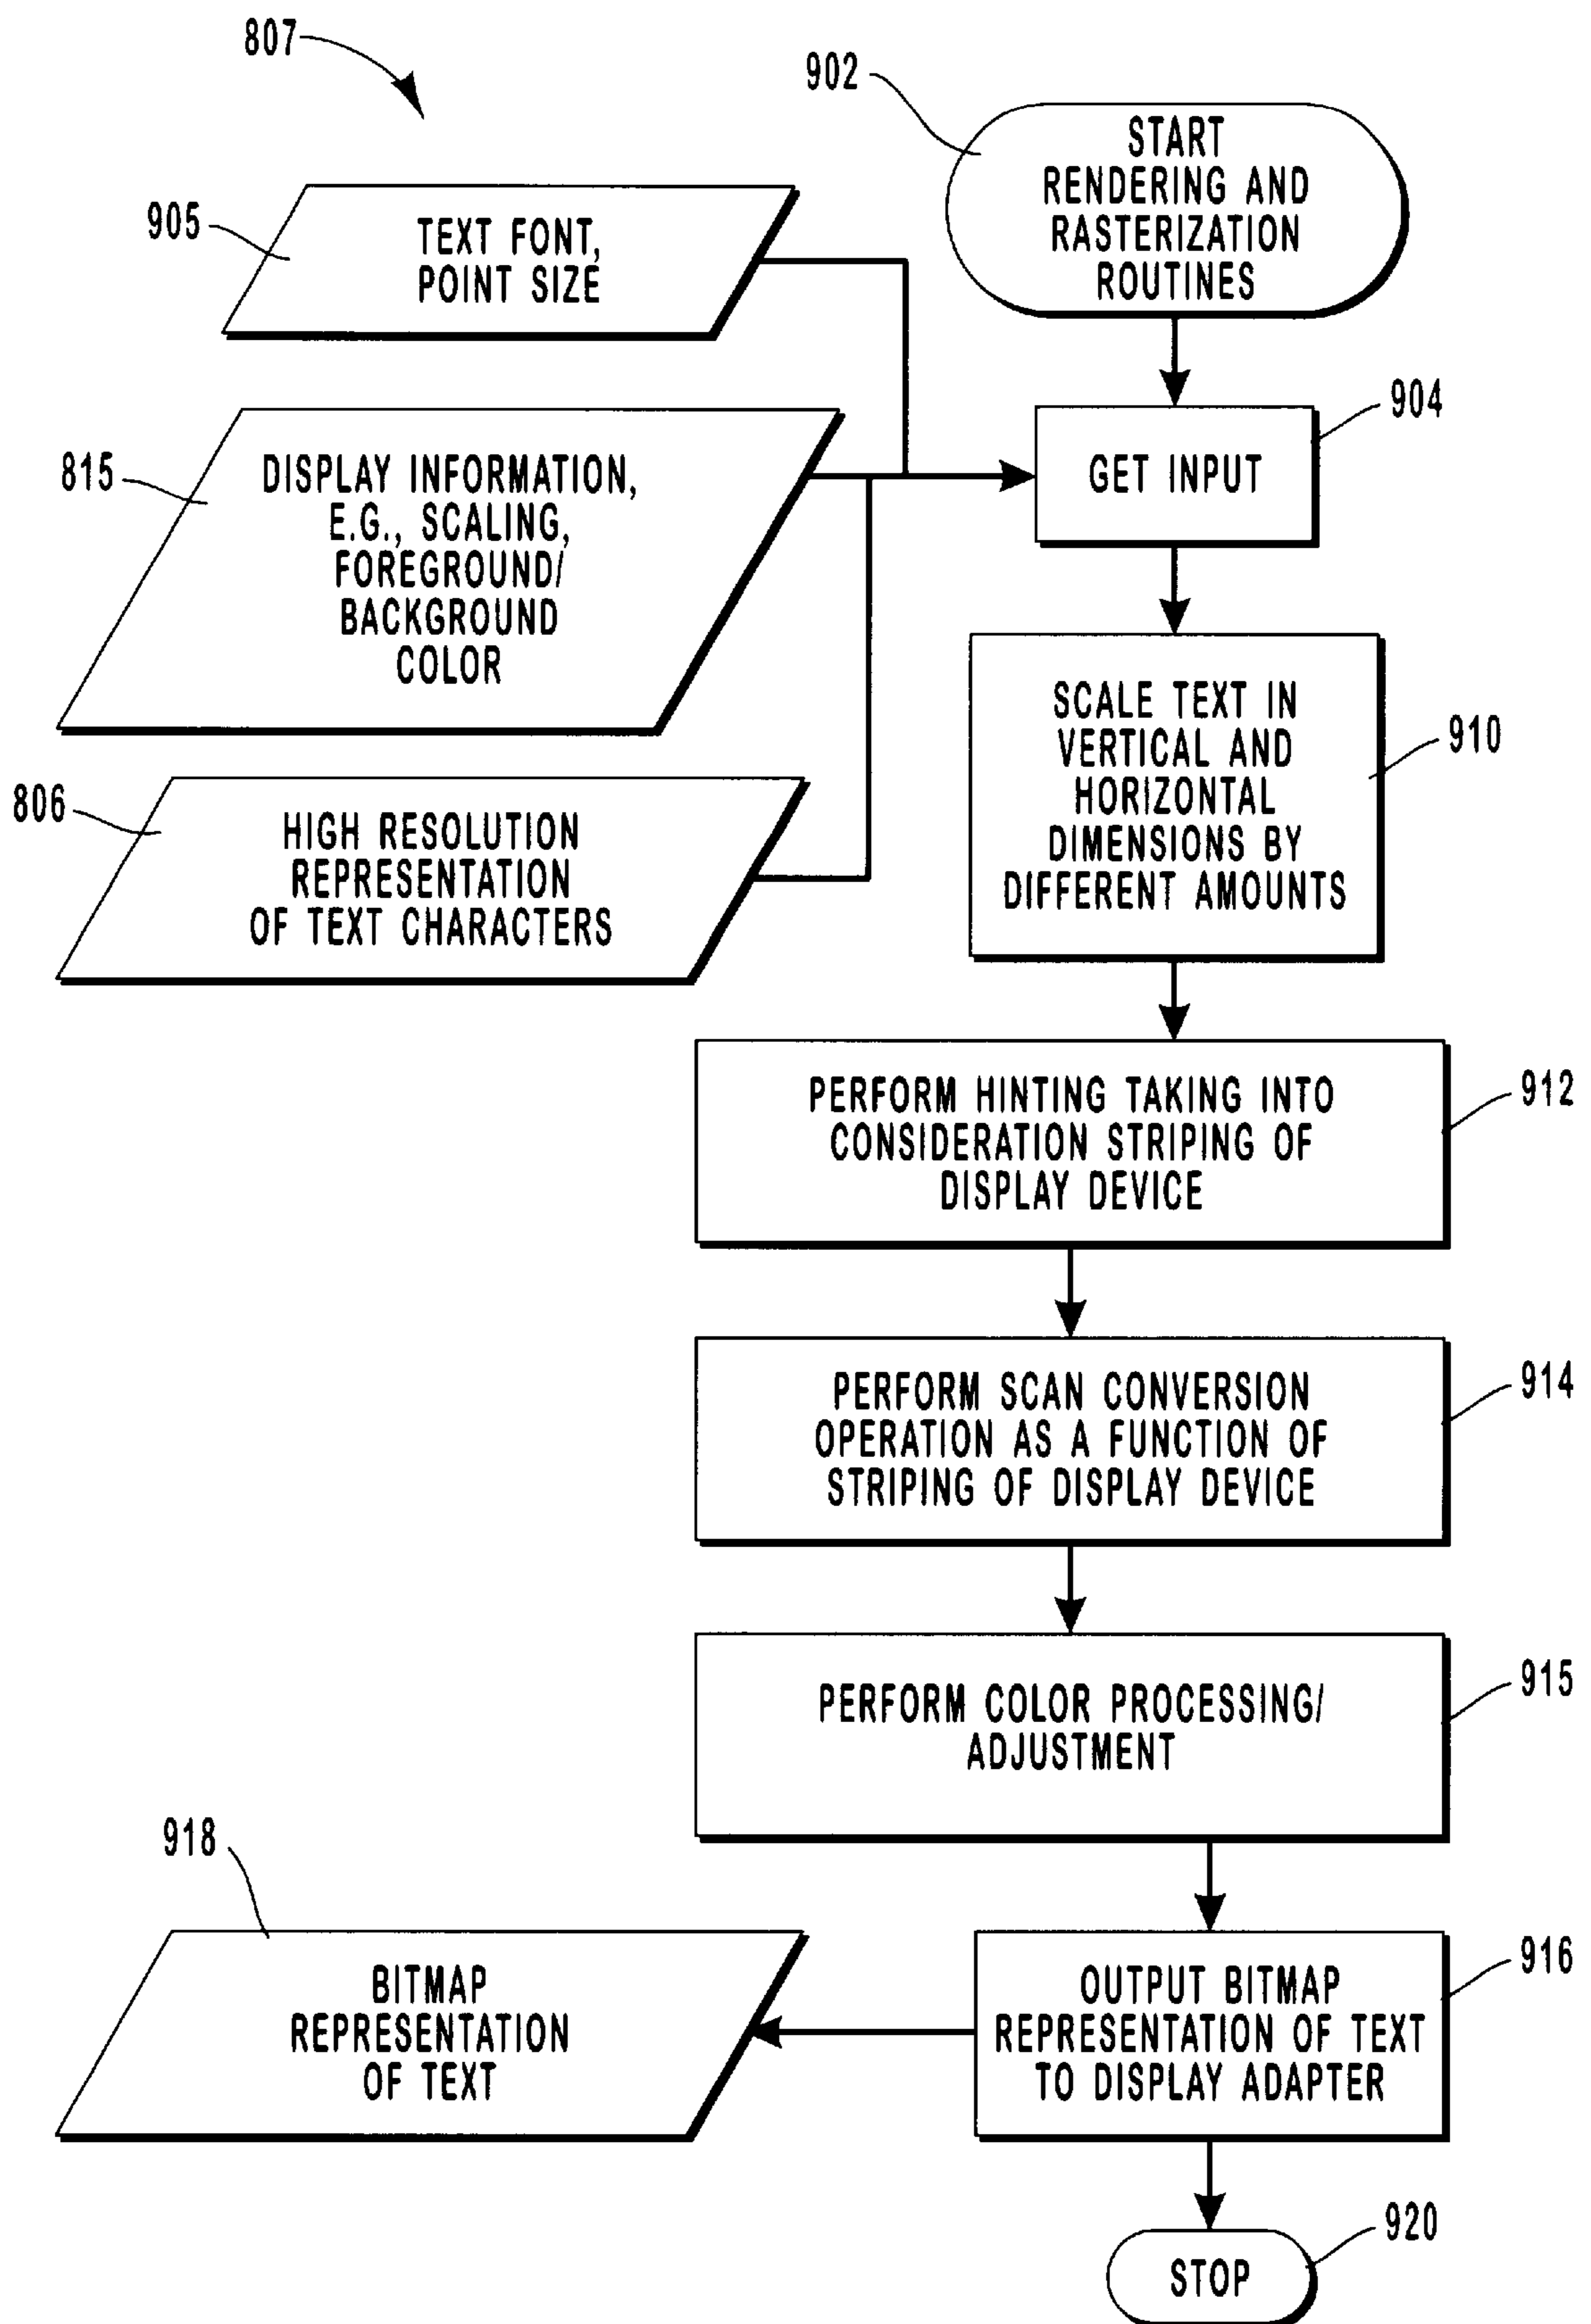 807
902
START
RENDERING AND
RASTERIZATION
ROUTINES
905
TEXT FONT,
POINT SIZE
904
GET INPUT
815
DISPLAY INFORMATION,
E.G., SCALING,
FOREGROUND/
BACKGROUND
COLOR
SCALE TEXT IN
VERTICAL AND
HORIZONTAL
DIMENSIONS BY
DIFFERENT AMOUNTS
910
806
HIGH RESOLUTION
REPRESENTATION
OF TEXT CHARACTERS
PERFORM HINTING TAKING INTO
CONSIDERATION STRIPING OF
DISPLAY DEVICE
912
PERFORM SCAN CONVERSION
OPERATION AS A FUNCTION OF
STRIPING OF DISPLAY DEVICE
914
PERFORM COLOR PROCESSING/
ADJUSTMENT
915
918
BITMAP
REPRESENTATION
OF TEXT
OUTPUT BITMAP
REPRESENTATION OF TEXT
TO DISPLAY ADAPTER
916
920
STOP